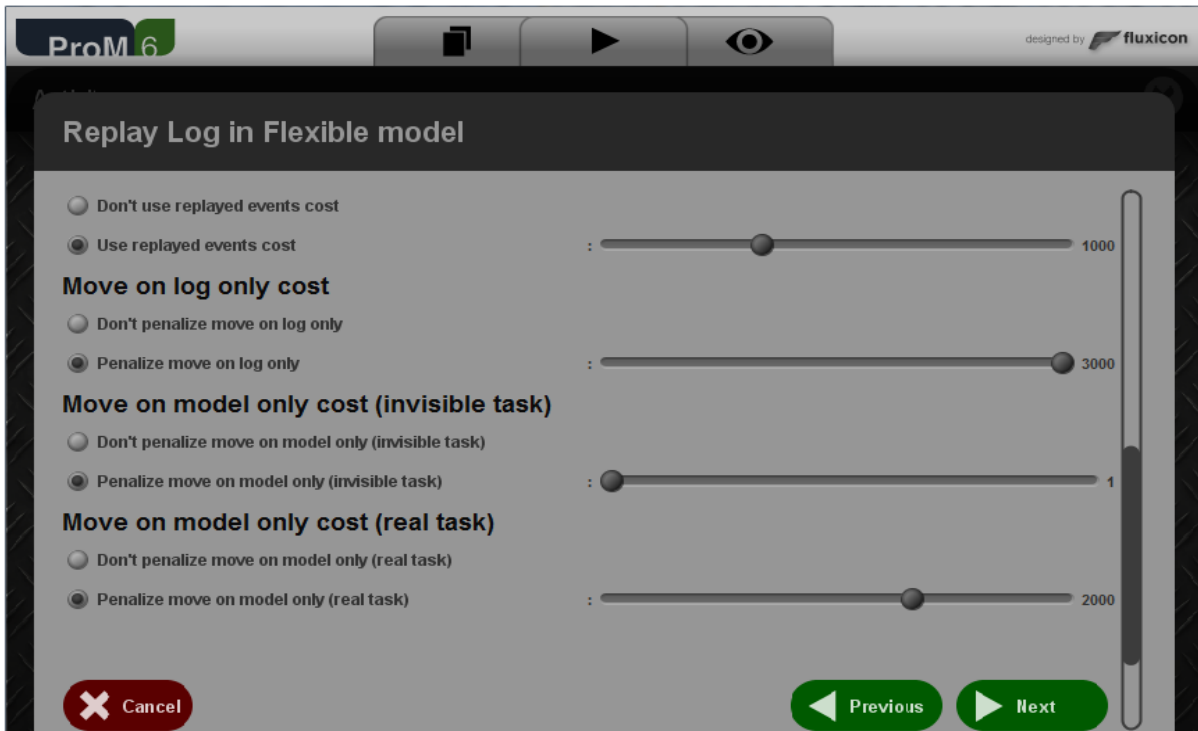 ProM 6
designed by fluxicon
Replay Log in Flexible model
Don't use replayed events cost
Use replayed events cost : 1000
Move on log only cost
Don't penalize move on log only
Penalize move on log only : 3000
Move on model only cost (invisible task)
Don't penalize move on model only (invisible task)
Penalize move on model only (invisible task) : 1
Move on model only cost (real task)
Don't penalize move on model only (real task)
Penalize move on model only (real task) : 2000
Cancel Previous Next